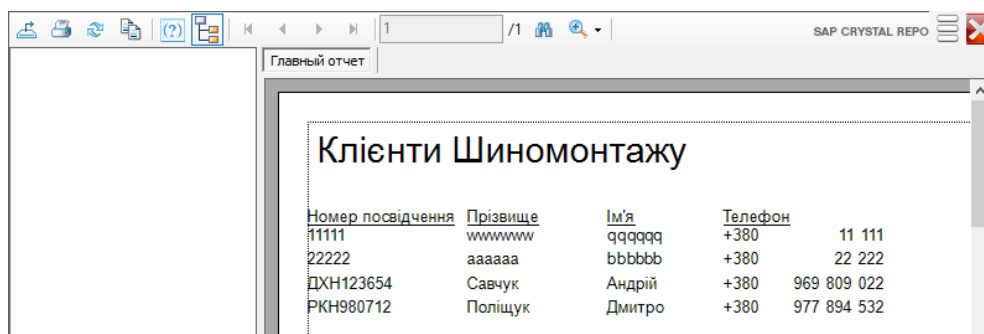 (?) 1 /1 SAP CRYSTAL REPO
Главный отчет
Клієнти Шиномонтажу
Номер посвідчення Прізвище Ім'я Телефон
11111 wwwwww qqqqqq +380 11 111
22222 aaaaaa bbbbbb +380 22 222
ДХН123654 Савчук Андрій +380 969 809 022
РКН980712 Поліщук Дмитро +380 977 894 532